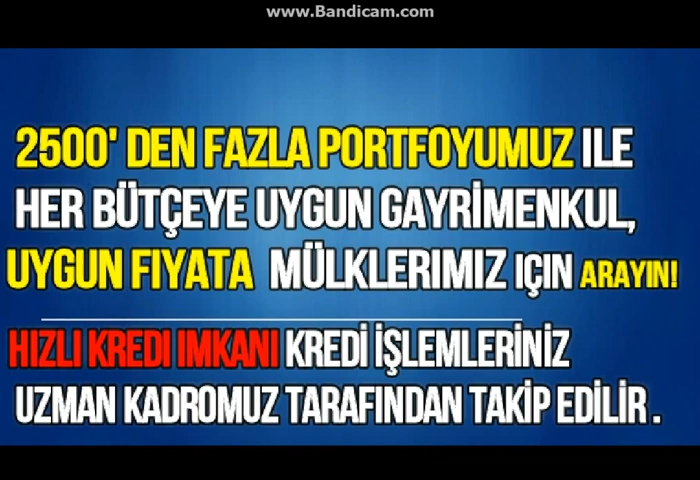 www.Bandicam.com
2500' DEN FAZLA PORTFOYUMUZ ILE
HER BÜTÇEYE UYGUN GAYRİMENKUL,
UYGUN FIYATA MÜLKLERIMIZ IÇIN ARAYIN!
HIZLI KREDI IMKANI KREDİ İŞLEMLERİNİZ
UZMAN KADROMUZ TARAFINDAN TAKİP EDİLİR .